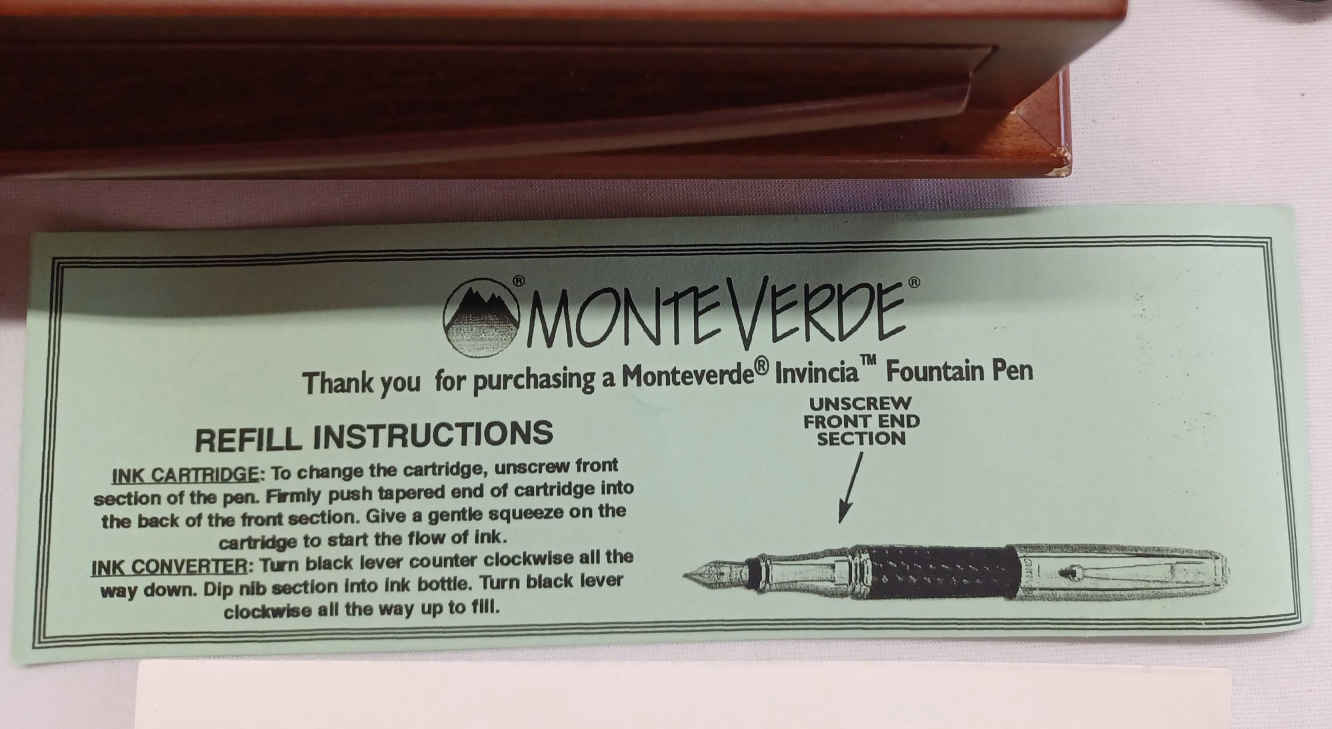 ® MONTEVERDE®
Thank you for purchasing a Monteverde® Invincia™ Fountain Pen
UNSCREW
FRONT END
SECTION
REFILL INSTRUCTIONS
INK CARTRIDGE: To change the cartridge, unscrew front
section of the pen. Firmly push tapered end of cartridge into
the back of the front section. Give a gentle squeeze on the
cartridge to start the flow of ink.
INK CONVERTER: Turn black lever counter clockwise all the
way down. Dip nib section into ink bottle. Turn black lever
clockwise all the way up to fill.